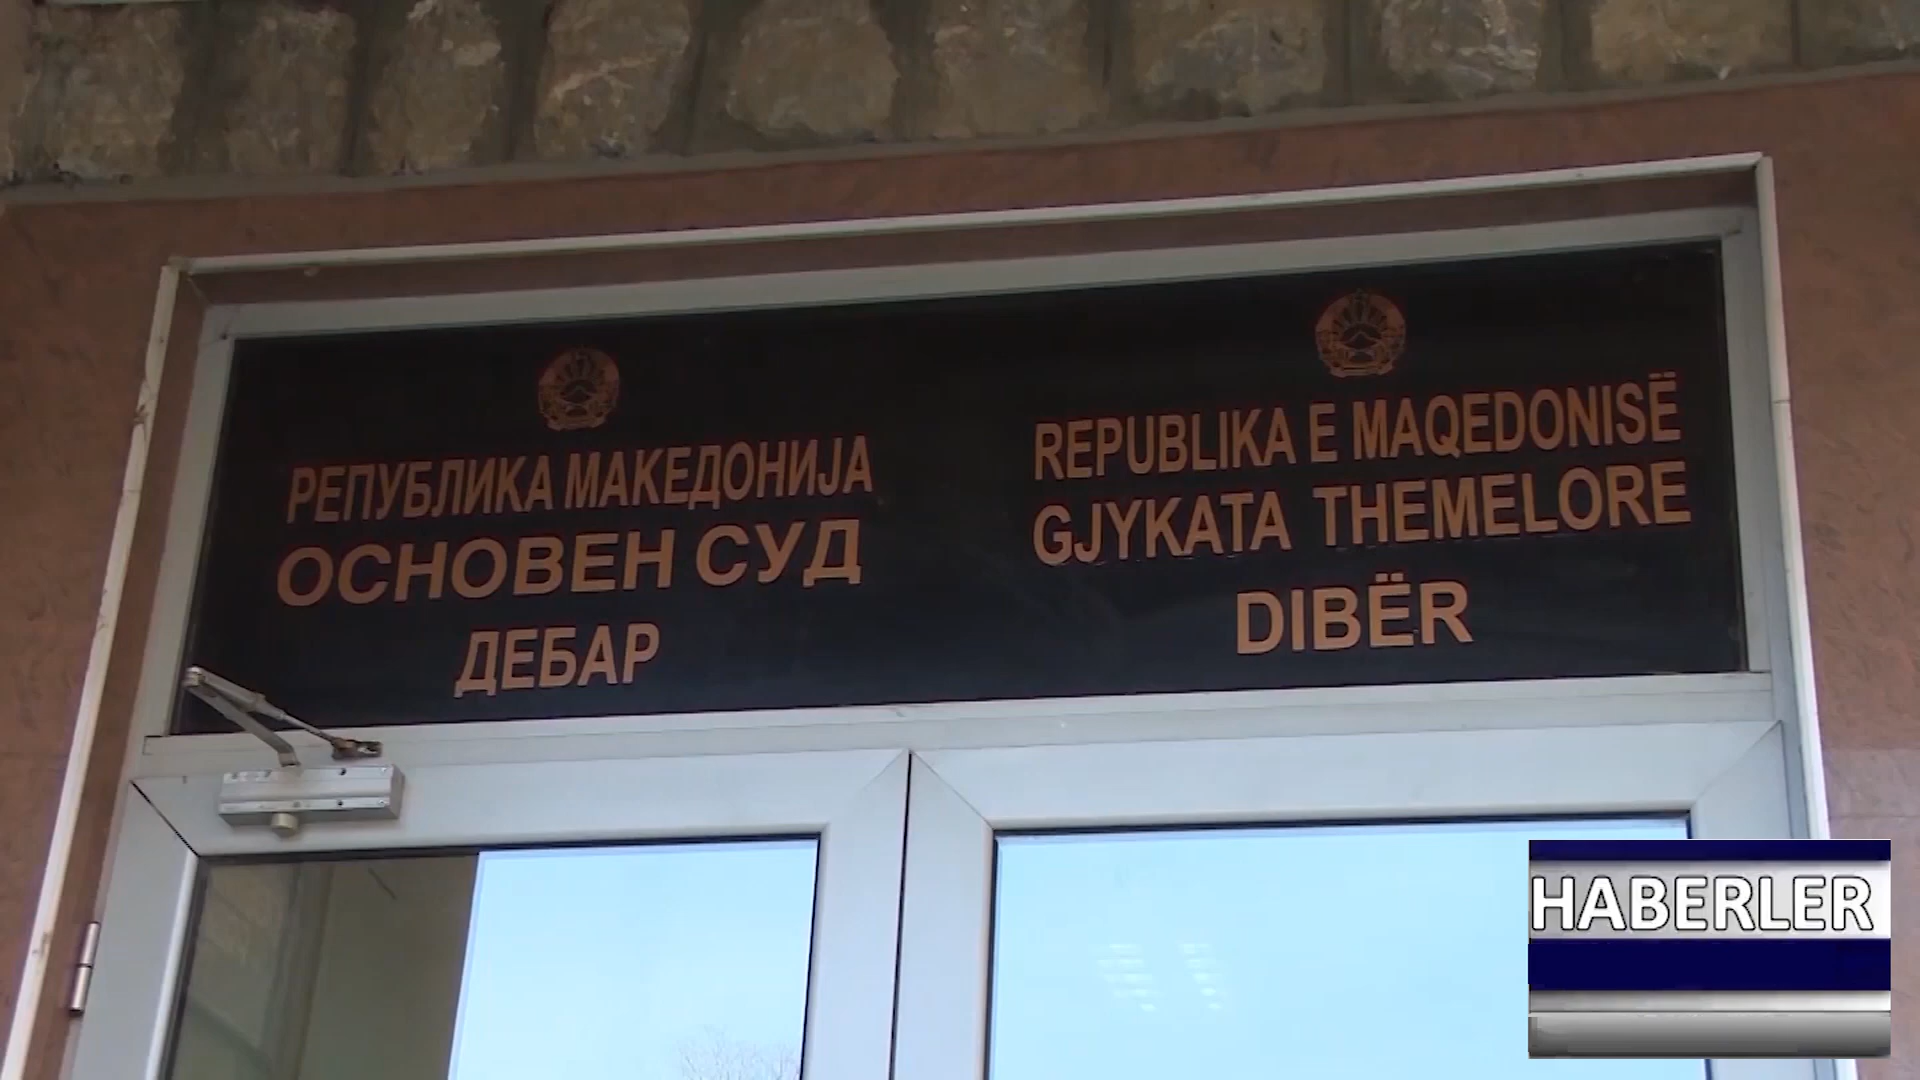 РЕПУБЛИКА МАКЕДОНИЈА
ОСНОВЕН СУД
ДЕБАР
REPUBLIKA E MAQEDONISË
GJYKATA THEMELORE
DIBËR
HABERLER